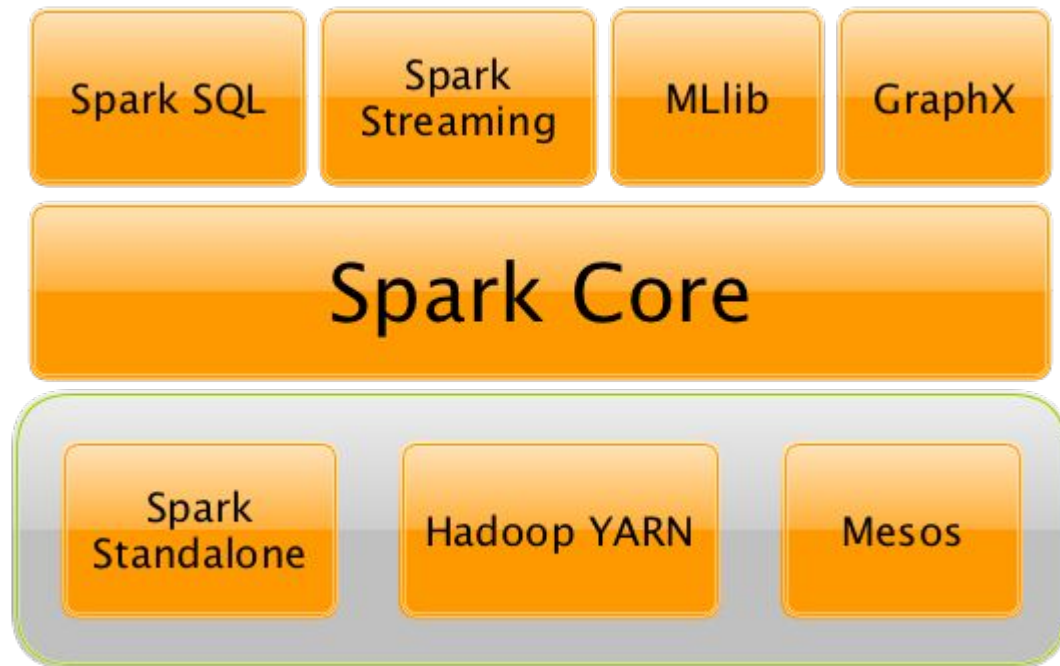 Spark SQL
Spark
Streaming
MLlib
GraphX
Spark Core
Spark
Standalone
Hadoop YARN
Mesos